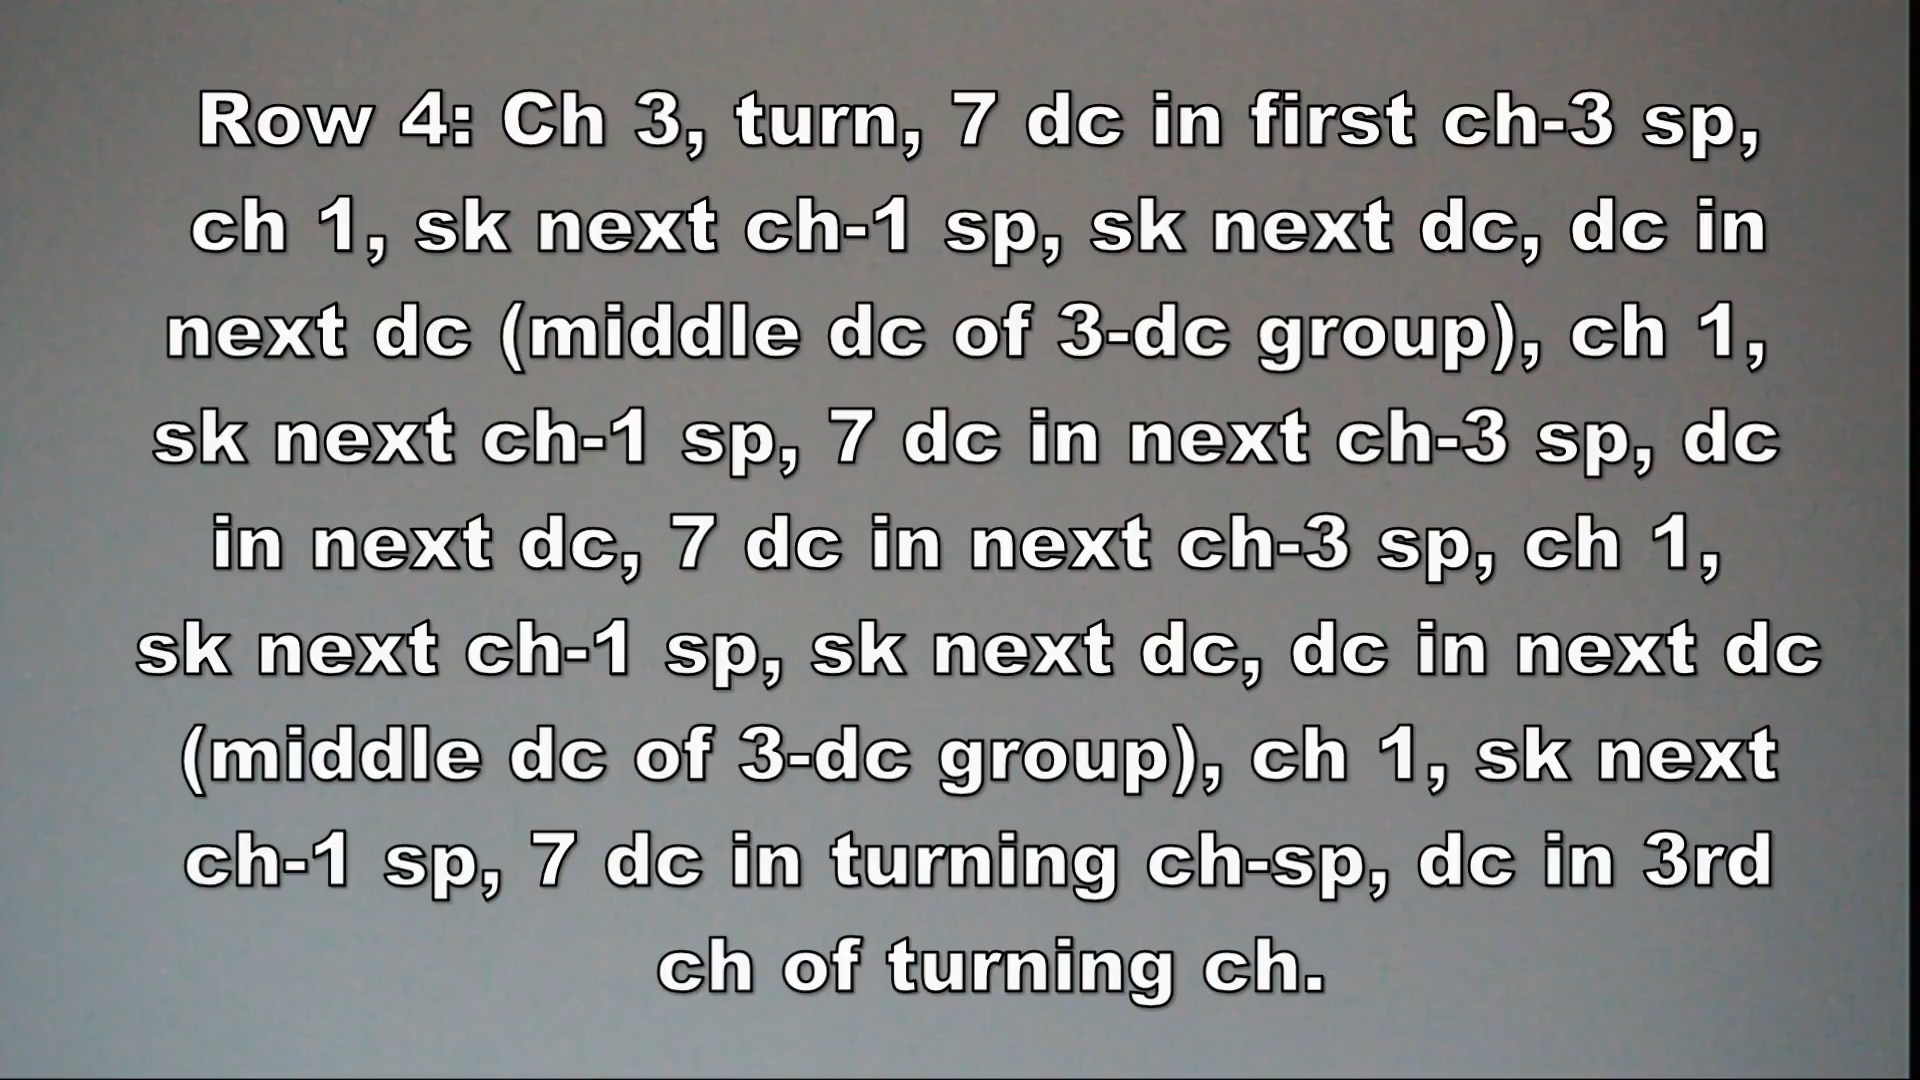 Row 4: Ch 3, turn, 7 dc in first ch-3 sp,
ch 1, sk next ch-1 sp, sk next dc, dc in
next dc (middle dc of 3-dc group), ch 1,
sk next ch-1 sp, 7 dc in next ch-3 sp, dc
in next dc, 7 dc in next ch-3 sp, ch 1,
sk next ch-1 sp, sk next dc, dc in next dc
(middle dc of 3-dc group), ch 1, sk next
ch-1 sp, 7 dc in turning ch-sp, dc in 3rd
ch of turning ch.